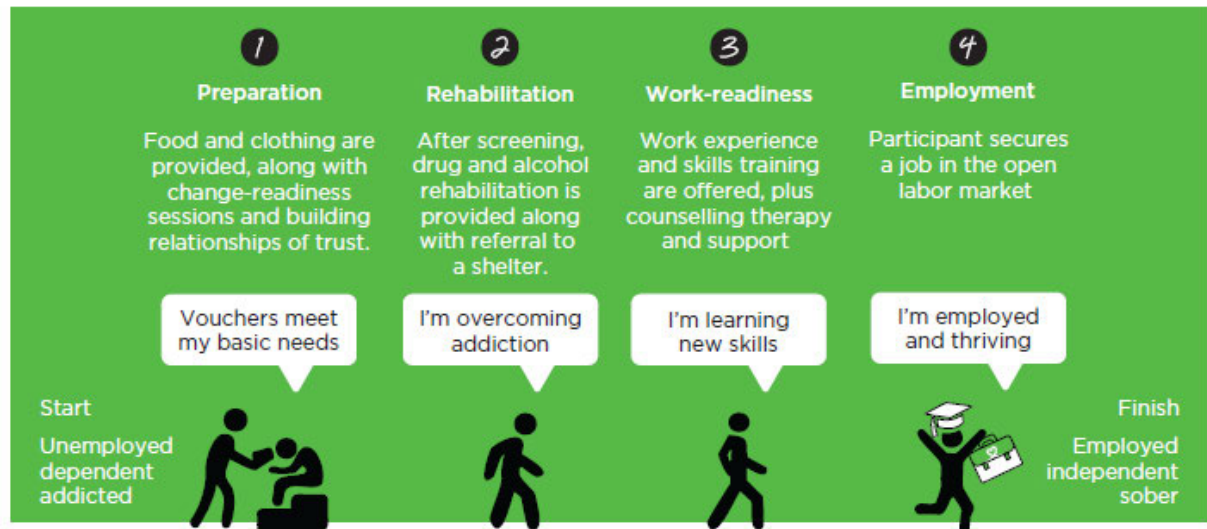 1
Preparation
Food and clothing are
provided, along with
change-readiness
sessions and building
relationships of trust.
Vouchers meet
my basic needs
2
Rehabilitation
After screening,
drug and alcohol
rehabilitation is
provided along
with referral to
a shelter.
I'm overcoming
addiction
3
Work-readiness
Work experience
and skills training
are offered, plus
counselling therapy
and support
I'm learning
new skills
4
Employment
Participant secures
a job in the open
labor market
I'm employed
and thriving
Start
Unemployed
dependent
addicted
Finish
Employed
independent
sober